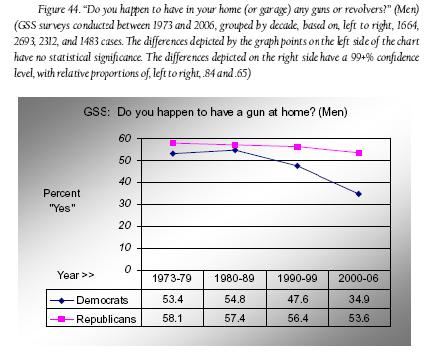 Figure 44. “Do you happen to have in your home (or garage) any guns or revolvers?” (Men)
(GSS surveys conducted between 1973 and 2006, grouped by decade, based on, left to right, 1664,
2693, 2312, and 1483 cases. The differences depicted by the graph points on the left side of the chart
have no statistical significance. The differences depicted on the right side have a 99+% confidence
level, with relative proportions of, left to right, .84 and .65)
GSS: Do you happen to have a gun at home? (Men)
60
50
40
30
20
10
0
Percent
"Yes"
Year >> 1973-79 1980-89 1990-99 2000-06
Democrats 53.4 54.8 47.6 34.9
Republicans 58.1 57.4 56.4 53.6